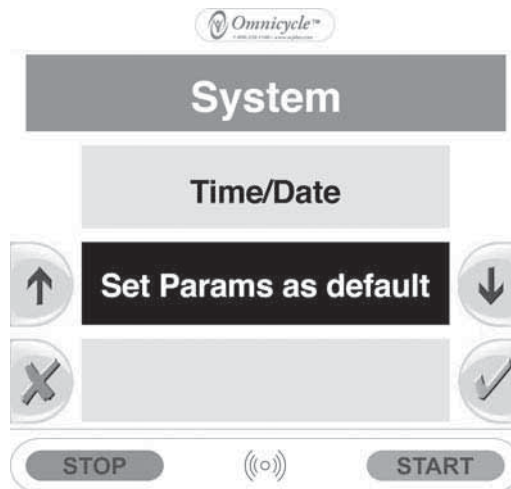 Omnicycle™
System
Time/Date
Set Params as default
STOP
START